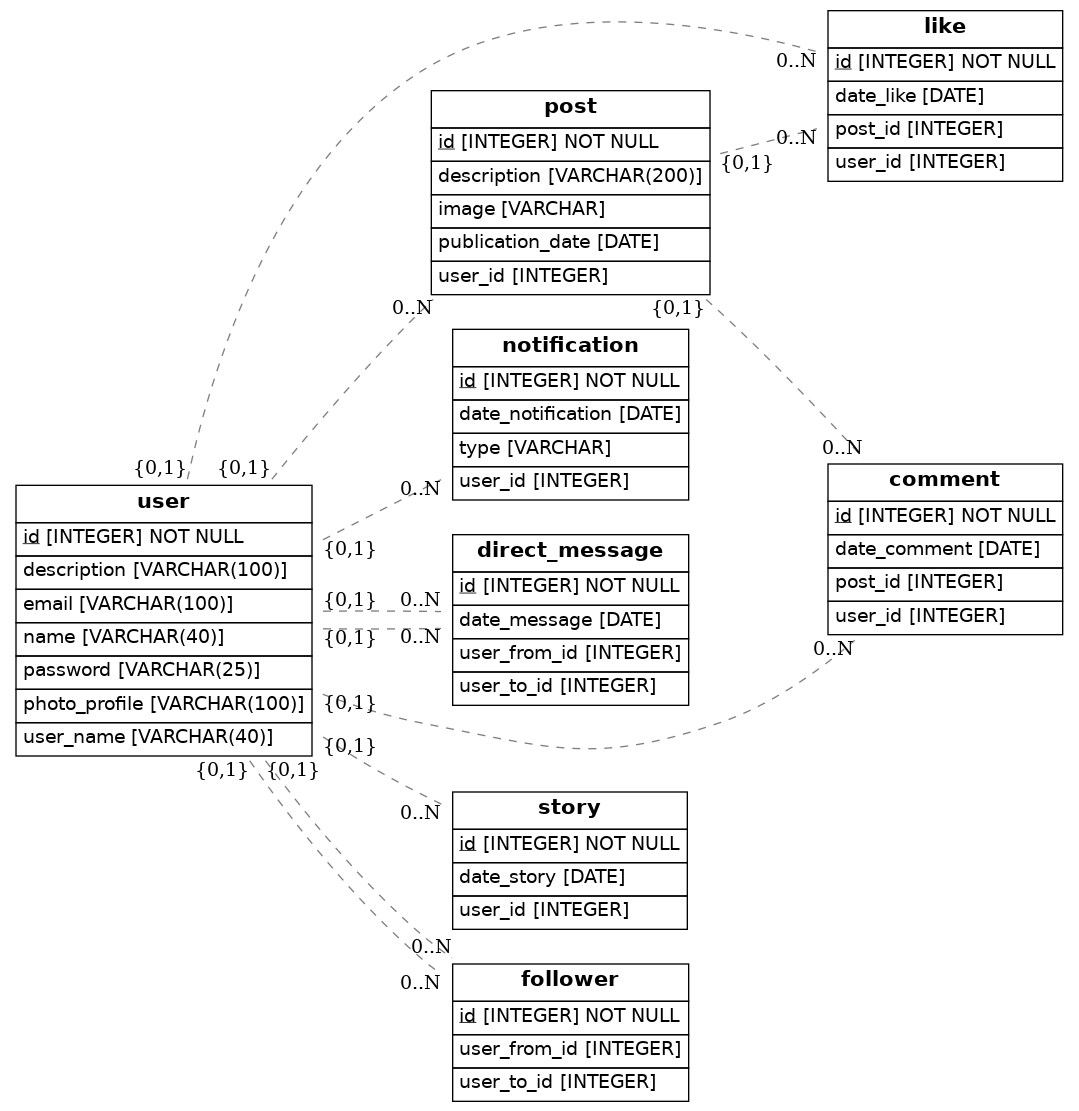 like
id [INTEGER] NOT NULL
date_like [DATE]
post_id [INTEGER]
user_id [INTEGER]
0..N
0..N
post
id [INTEGER] NOT NULL
description [VARCHAR(200)]
image [VARCHAR]
publication_date [DATE]
user_id [INTEGER]
{0,1}
0..N
{0,1}
notification
id [INTEGER] NOT NULL
date_notification [DATE]
type [VARCHAR]
user_id [INTEGER]
0..N
{0,1}
{0,1}
0..N
user
id [INTEGER] NOT NULL
description [VARCHAR(100)]
email [VARCHAR(100)]
name [VARCHAR(40)]
password [VARCHAR(25)]
photo_profile [VARCHAR(100)]
user_name [VARCHAR(40)]
{0,1}
{0,1}
0..N
{0,1}
0..N
{0,1}
{0,1}
direct_message
id [INTEGER] NOT NULL
date_message [DATE]
user_from_id [INTEGER]
user_to_id [INTEGER]
comment
id [INTEGER] NOT NULL
date_comment [DATE]
post_id [INTEGER]
user_id [INTEGER]
0..N
{0,1}
{0,1}
0..N
story
id [INTEGER] NOT NULL
date_story [DATE]
user_id [INTEGER]
0..N
0..N
follower
id [INTEGER] NOT NULL
user_from_id [INTEGER]
user_to_id [INTEGER]